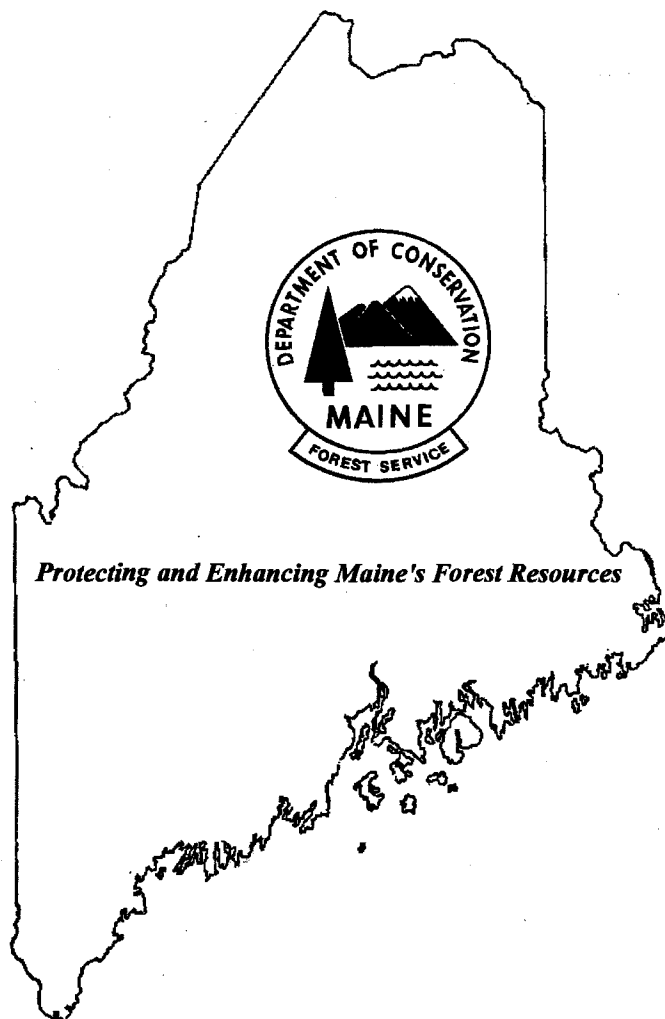 DEPARTMENT OF CONSERVATION
MAINE
FOREST SERVICE
Protecting and Enhancing Maine's Forest Resources